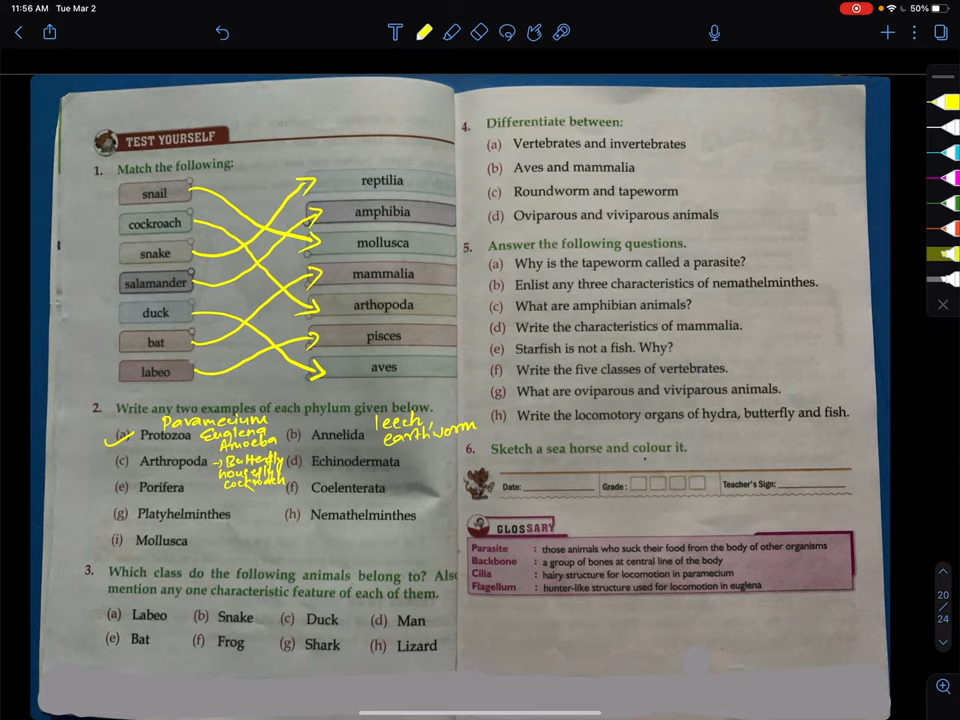 11:56 AM Tue Mar 2
50%
TEST YOURSELF
1. Match the following:
snail
cockroach
snake
salamander
duck
bat
labeo
reptilia
amphibia
mollusca
mammalia
arthopoda
pisces
aves
2. Write any two examples of each phylum given below.
(a) Protozoa Paramecium Euglena Amoeba (b) Annelida leech, earthworm
(c) Arthropoda → Butterfly housefly cockroach (d) Echinodermata
(e) Porifera (f) Coelenterata
(g) Platyhelminthes (h) Nemathelminthes
(i) Mollusca
3. Which class do the following animals belong to? Also
mention any one characteristic feature of each of them.
(a) Labeo (b) Snake (c) Duck (d) Man
(e) Bat (f) Frog (g) Shark (h) Lizard
4. Differentiate between:
(a) Vertebrates and invertebrates
(b) Aves and mammalia
(c) Roundworm and tapeworm
(d) Oviparous and viviparous animals
5. Answer the following questions.
(a) Why is the tapeworm called a parasite?
(b) Enlist any three characteristics of nemathelminthes.
(c) What are amphibian animals?
(d) Write the characteristics of mammalia.
(e) Starfish is not a fish. Why?
(f) Write the five classes of vertebrates.
(g) What are oviparous and viviparous animals.
(h) Write the locomotory organs of hydra, butterfly and fish.
6. Sketch a sea horse and colour it.
Date: Grade : Teacher's Sign:
GLOSSARY
Parasite : those animals who suck their food from the body of other organisms
Backbone : a group of bones at central line of the body
Cilia : hairy structure for locomotion in paramecium
Flagellum : hunter-like structure used for locomotion in euglena
20
/
24